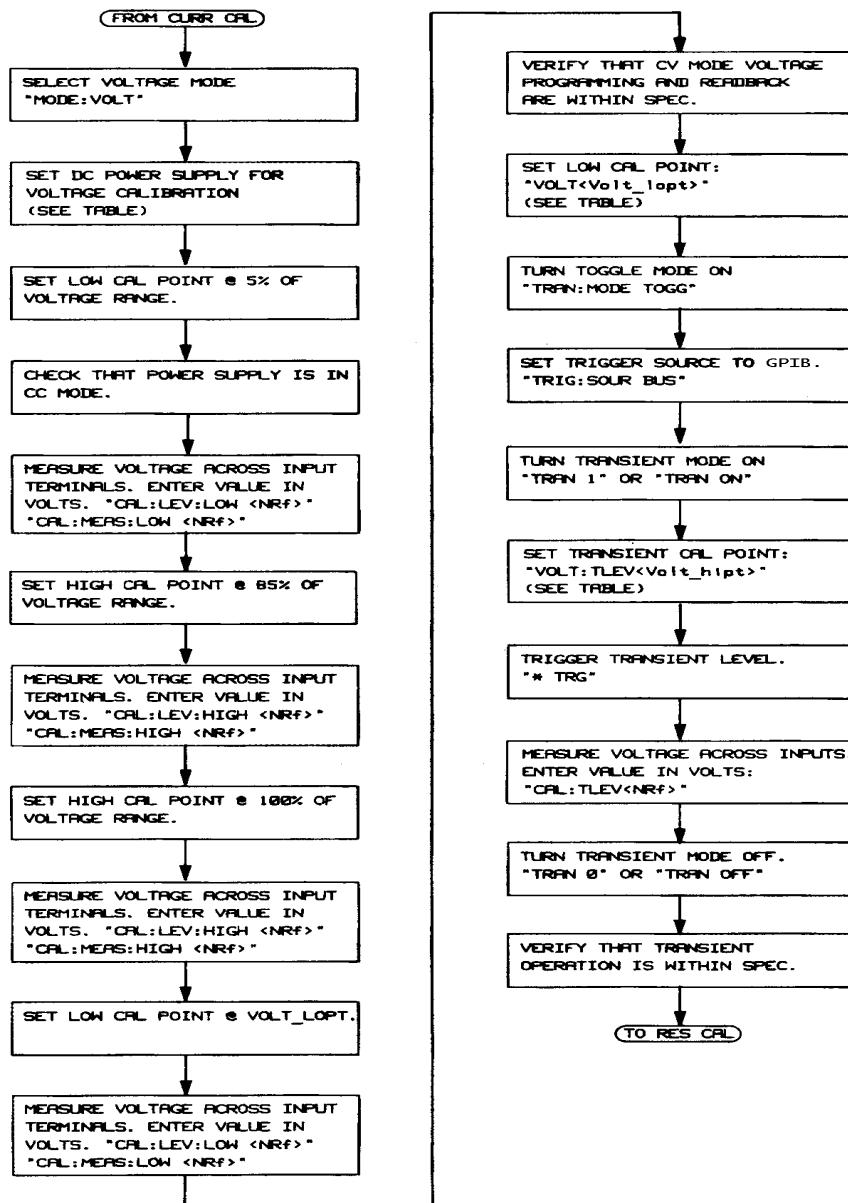 FROM CURR CAL
SELECT VOLTAGE MODE
"MODE:VOLT"
SET DC POWER SUPPLY FOR
VOLTAGE CALIBRATION
(SEE TABLE)
SET LOW CAL POINT @ 5% OF
VOLTAGE RANGE.
CHECK THAT POWER SUPPLY IS IN
CC MODE.
MEASURE VOLTAGE ACROSS INPUT
TERMINALS. ENTER VALUE IN
VOLTS. "CAL:LEV:LOW <NRf>"
"CAL:MEAS:LOW <NRf>"
SET HIGH CAL POINT @ 85% OF
VOLTAGE RANGE.
MEASURE VOLTAGE ACROSS INPUT
TERMINALS. ENTER VALUE IN
VOLTS. "CAL:LEV:HIGH <NRf>"
"CAL:MEAS:HIGH <NRf>"
SET HIGH CAL POINT @ 100% OF
VOLTAGE RANGE.
MEASURE VOLTAGE ACROSS INPUT
TERMINALS. ENTER VALUE IN
VOLTS. "CAL:LEV:HIGH <NRf>"
"CAL:MEAS:HIGH <NRf>"
SET LOW CAL POINT @ VOLT_LOPT.
MEASURE VOLTAGE ACROSS INPUT
TERMINALS. ENTER VALUE IN
VOLTS. "CAL:LEV:LOW <NRf>"
"CAL:MEAS:LOW <NRf>"
VERIFY THAT CV MODE VOLTAGE
PROGRAMMING AND READBACK
ARE WITHIN SPEC.
SET LOW CAL POINT:
"VOLT<Volt_lopt>"
(SEE TABLE)
TURN TOGGLE MODE ON
"TRAN:MODE TOGG"
SET TRIGGER SOURCE TO GPIB.
"TRIG:SOUR BUS"
TURN TRANSIENT MODE ON
"TRAN 1" OR "TRAN ON"
SET TRANSIENT CAL POINT:
"VOLT:TLEV<Volt_hipt>"
(SEE TABLE)
TRIGGER TRANSIENT LEVEL.
"* TRG"
MEASURE VOLTAGE ACROSS INPUTS.
ENTER VALUE IN VOLTS:
"CAL:TLEV<NRf>"
TURN TRANSIENT MODE OFF.
"TRAN 0" OR "TRAN OFF"
VERIFY THAT TRANSIENT
OPERATION IS WITHIN SPEC.
TO RES CAL